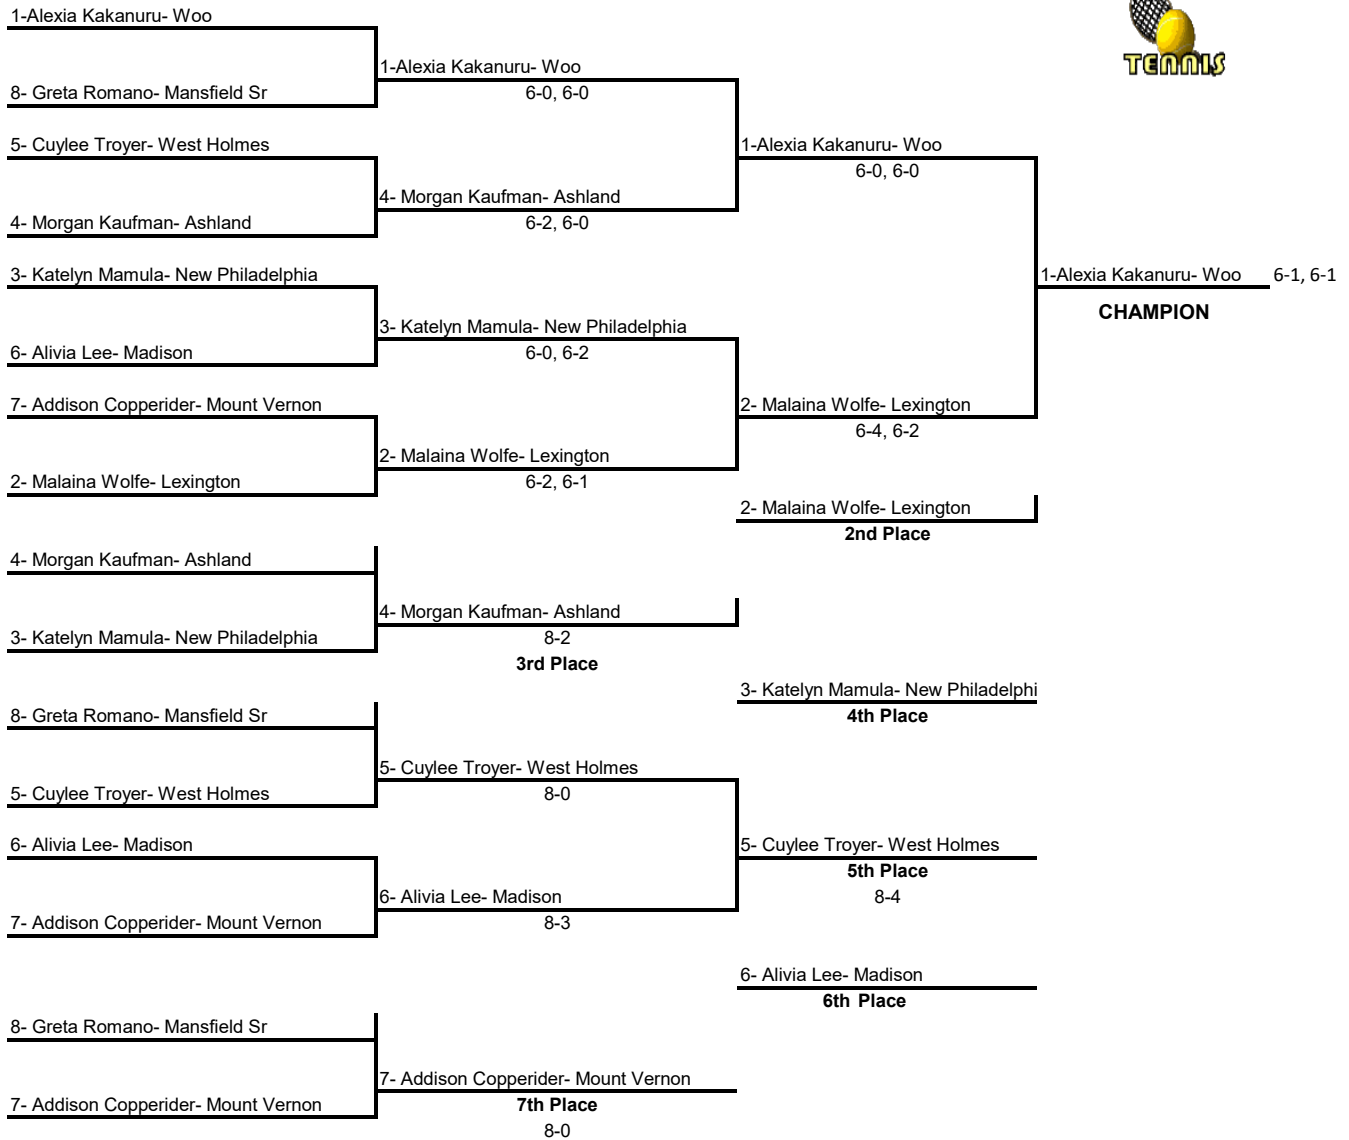 1-Alexia Kakanuru- Woo
TENNIS
1-Alexia Kakanuru- Woo
8- Greta Romano- Mansfield Sr
6-0, 6-0
5- Cuylee Troyer- West Holmes
1-Alexia Kakanuru- Woo
6-0, 6-0
4- Morgan Kaufman- Ashland
4- Morgan Kaufman- Ashland
6-2, 6-0
3- Katelyn Mamula- New Philadelphia
1-Alexia Kakanuru- Woo
6-1, 6-1
CHAMPION
3- Katelyn Mamula- New Philadelphia
6- Alivia Lee- Madison
6-0, 6-2
7- Addison Copperider- Mount Vernon
2- Malaina Wolfe- Lexington
6-4, 6-2
2- Malaina Wolfe- Lexington
2- Malaina Wolfe- Lexington
6-2, 6-1
2- Malaina Wolfe- Lexington
2nd Place
4- Morgan Kaufman- Ashland
4- Morgan Kaufman- Ashland
3- Katelyn Mamula- New Philadelphia
8-2
3rd Place
3- Katelyn Mamula- New Philadelphi
4th Place
8- Greta Romano- Mansfield Sr
5- Cuylee Troyer- West Holmes
5- Cuylee Troyer- West Holmes
8-0
6- Alivia Lee- Madison
5- Cuylee Troyer- West Holmes
5th Place
8-4
6- Alivia Lee- Madison
7- Addison Copperider- Mount Vernon
8-3
6- Alivia Lee- Madison
6th Place
8- Greta Romano- Mansfield Sr
7- Addison Copperider- Mount Vernon
7- Addison Copperider- Mount Vernon
7th Place
8-0